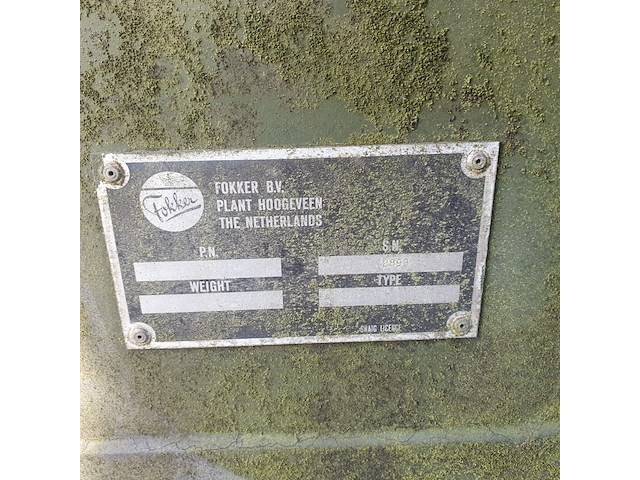 Fokker
FOKKER B.V.
PLANT HOOGEVEEN
THE NETHERLANDS
P.N. S.N.
WEIGHT TYPE